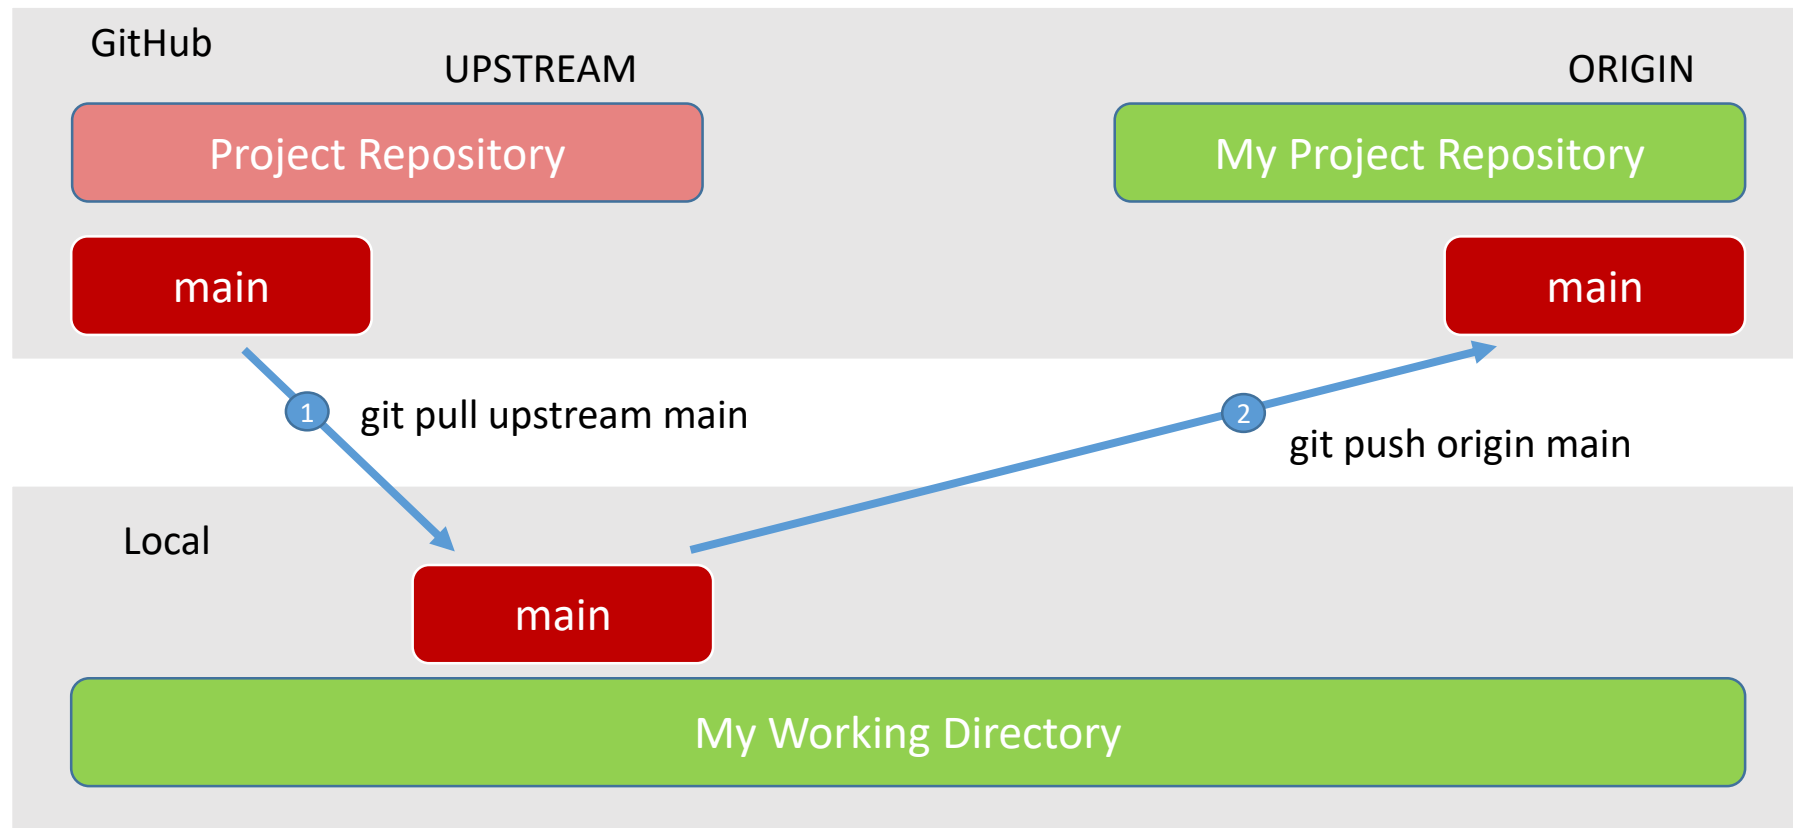 GitHub
UPSTREAM
ORIGIN
Project Repository
My Project Repository
main
main
1
git pull upstream main
2
git push origin main
Local
main
My Working Directory